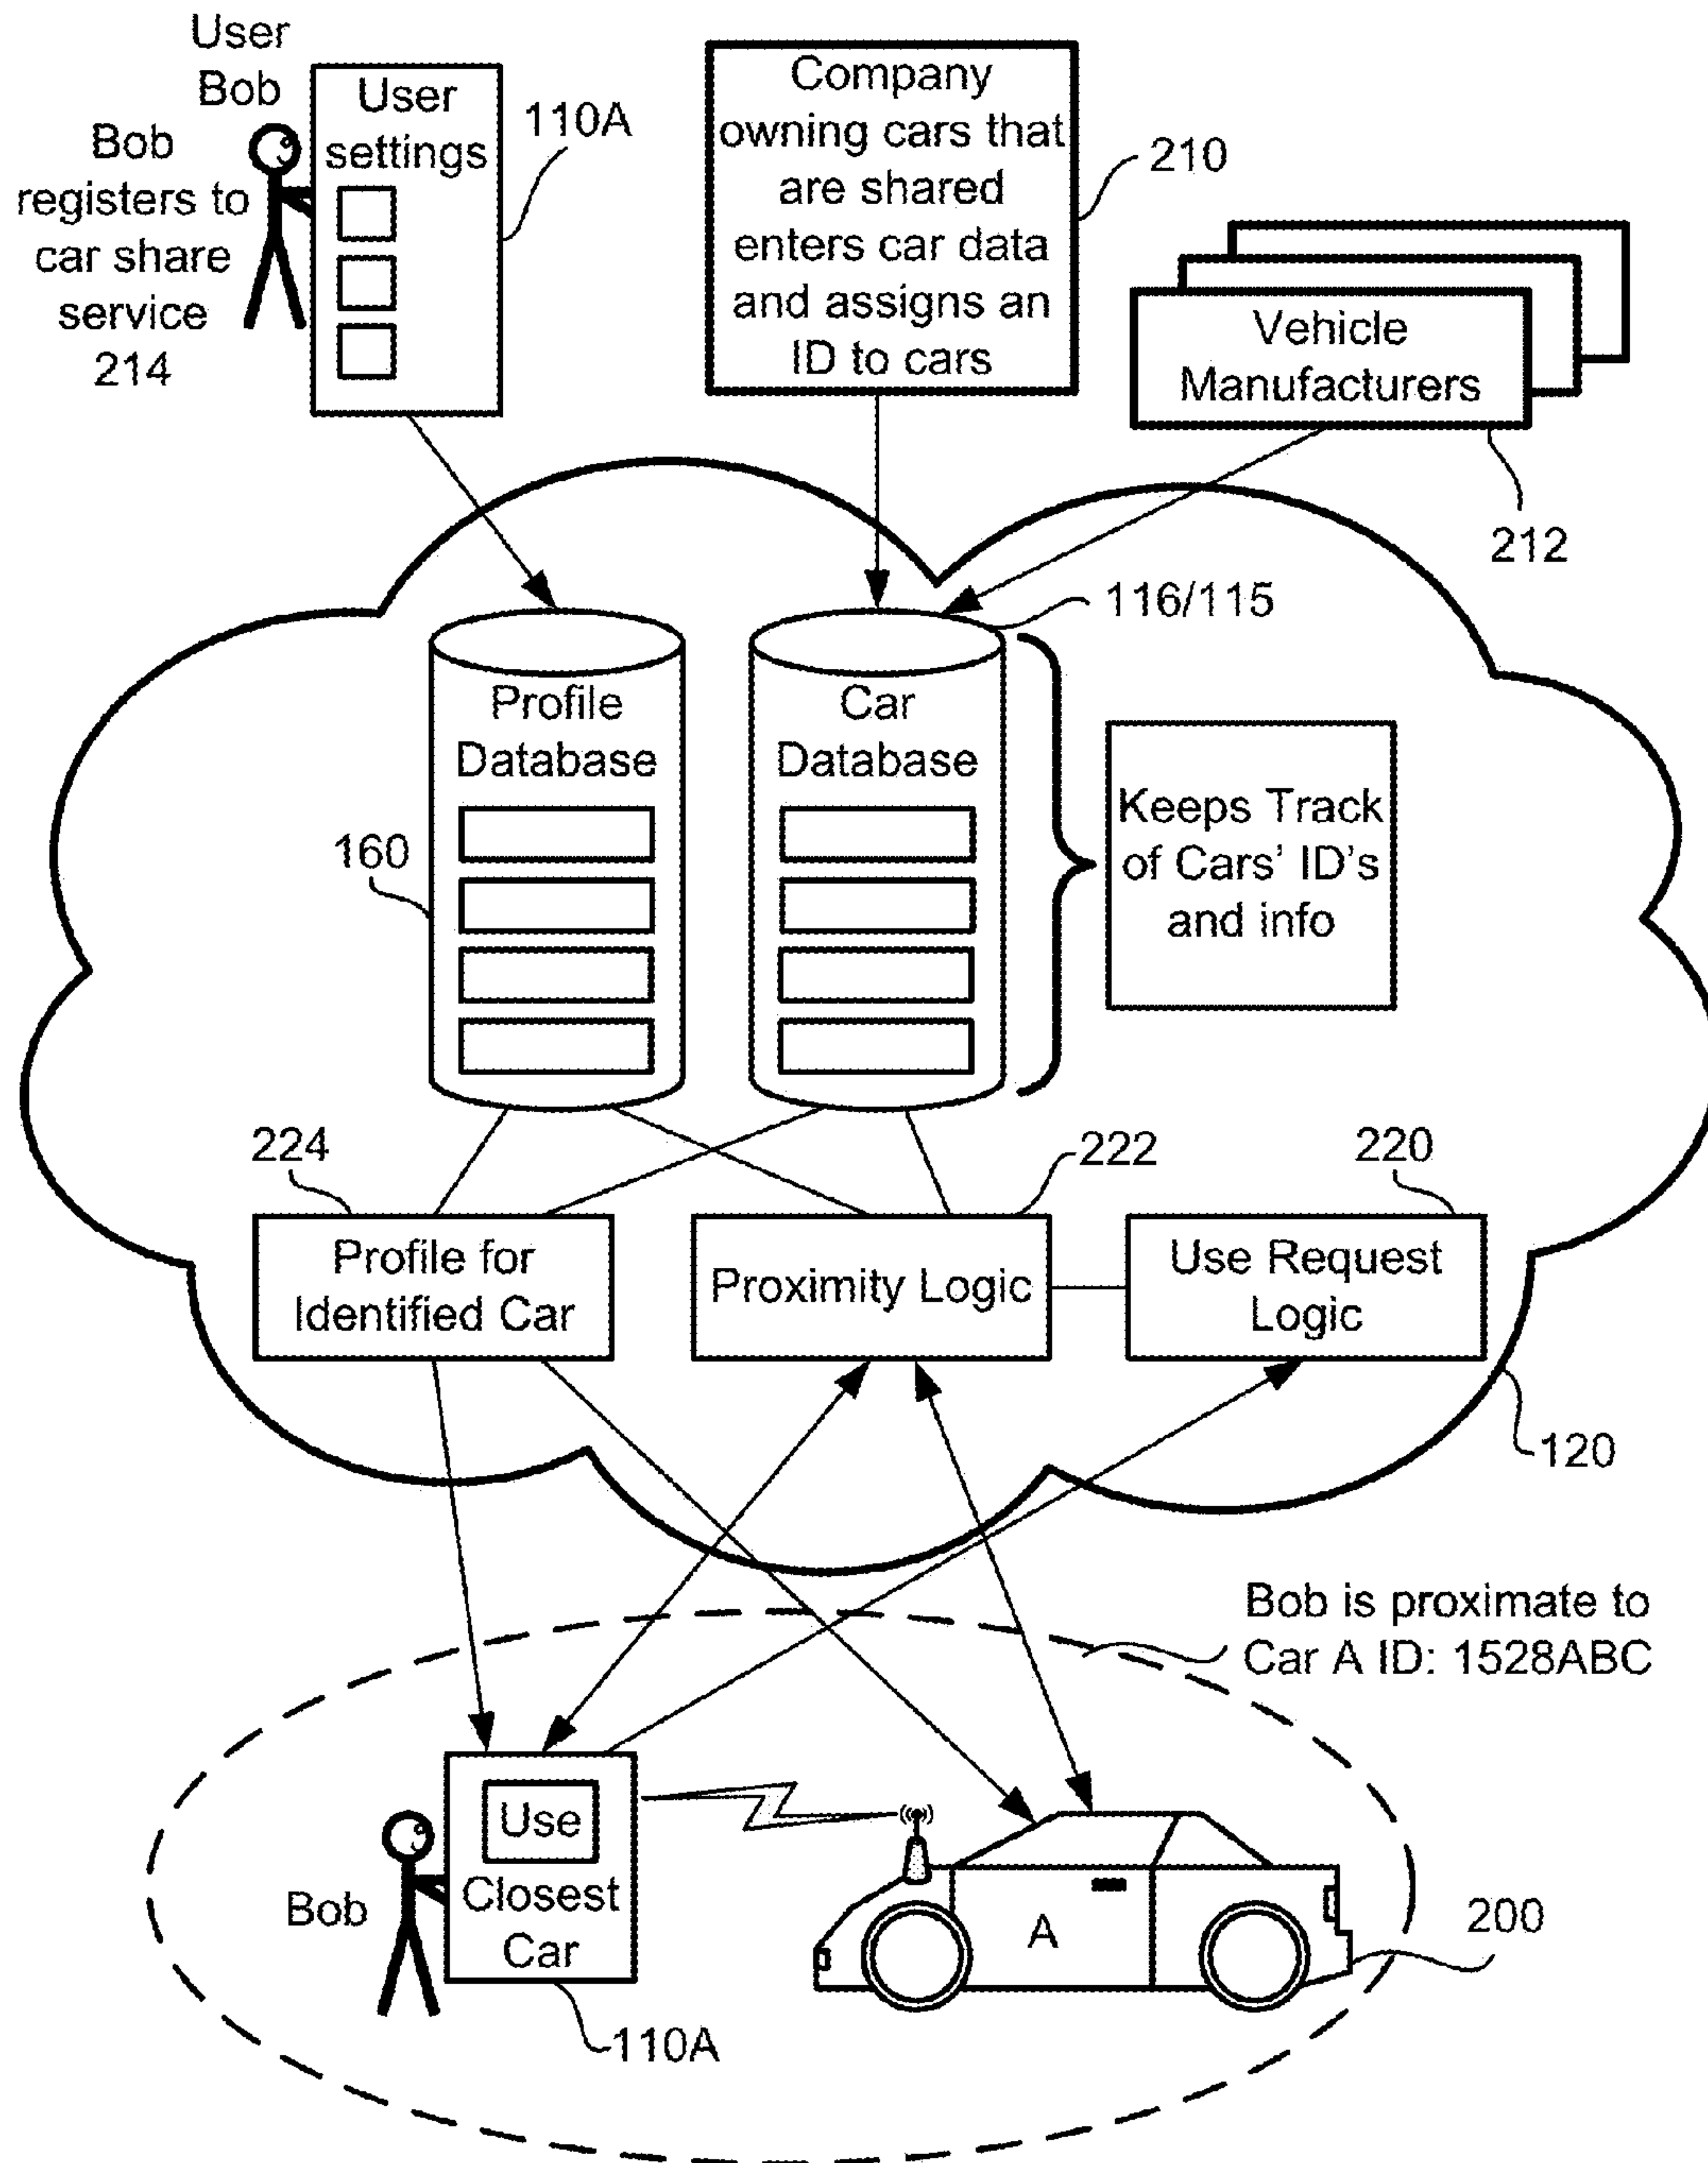 User
Bob
Bob
registers to
car share
service
214
User
settings
110A
Company
owning cars that
are shared
enters car data
and assigns an
ID to cars
210
Vehicle
Manufacturers
212
116/115
Profile
Database
160
Car
Database
Keeps Track
of Cars' ID's
and info
224
Profile for
Identified Car
222
Proximity Logic
220
Use Request
Logic
120
Bob is proximate to
Car A ID: 1528ABC
Bob
Use
Closest
Car
110A
A
200